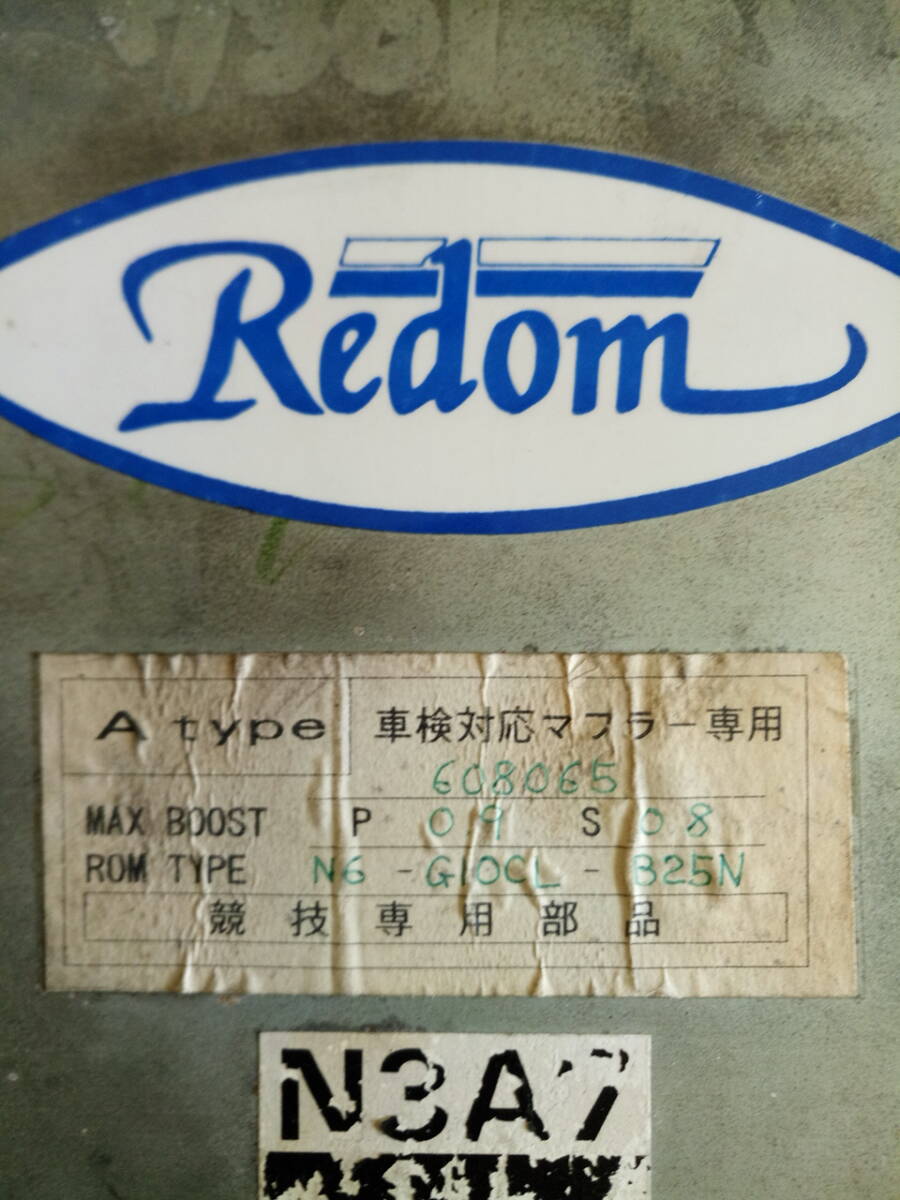 Redom
A type 車検対応マフラー専用
608065
MAX BOOST P 0.9 S 0.8
ROM TYPE N6 - G10CL - B25N
競技専用部品
N3A7